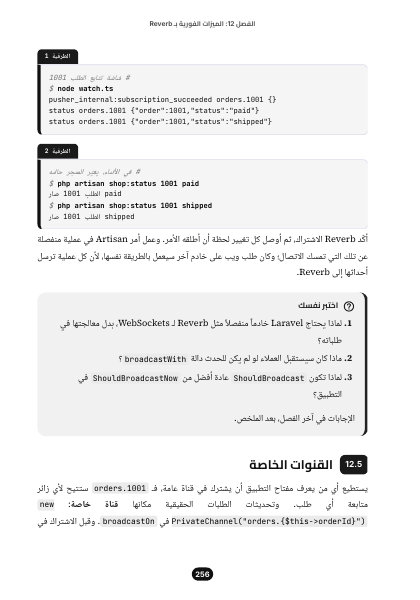 الفصل 12: الميزات الفورية بـ Reverb
الطرفية 1
# شاشة تتابع الطلب 1001
$ node watch.ts
pusher_internal:subscription_succeeded orders.1001 {}
status orders.1001 {"order":1001,"status":"paid"}
status orders.1001 {"order":1001,"status":"shipped"}
الطرفية 2
# في الأثناء، يغير المتجر حالته
$ php artisan shop:status 1001 paid
الطلب 1001 صار paid
$ php artisan shop:status 1001 shipped
الطلب 1001 صار shipped
أكّد Reverb الاشتراك، ثم أوصل كل تغيير لحظة أن أطلقه الأمر. وعمل أمر Artisan في عملية منفصلة
عن تلك التي تمسك الاتصال؛ وكان طلب ويب على خادم آخر سيعمل بالطريقة نفسها، لأن كل عملية ترسل
أحداثها إلى Reverb.
اختبر نفسك
1. لماذا يحتاج Laravel خادماً منفصلاً مثل Reverb لـ WebSockets، بدل معالجتها في
طلباته؟
2. ماذا كان سيستقبل العملاء لو لم يكن للحدث دالة broadcastWith ؟
3. لماذا تكون ShouldBroadcast عادة أفضل من ShouldBroadcastNow في
التطبيق؟
الإجابات في آخر الفصل، بعد الملخص.
12.5 القنوات الخاصة
يستطيع أي من يعرف مفتاح التطبيق أن يشترك في قناة عامة، فـ orders.1001 ستتيح لأي زائر
متابعة أي طلب. وتحديثات الطلبات الحقيقية مكانها قناة خاصة: new
PrivateChannel("orders.{$this->orderId}") في broadcastOn . وقبل الاشتراك في
256